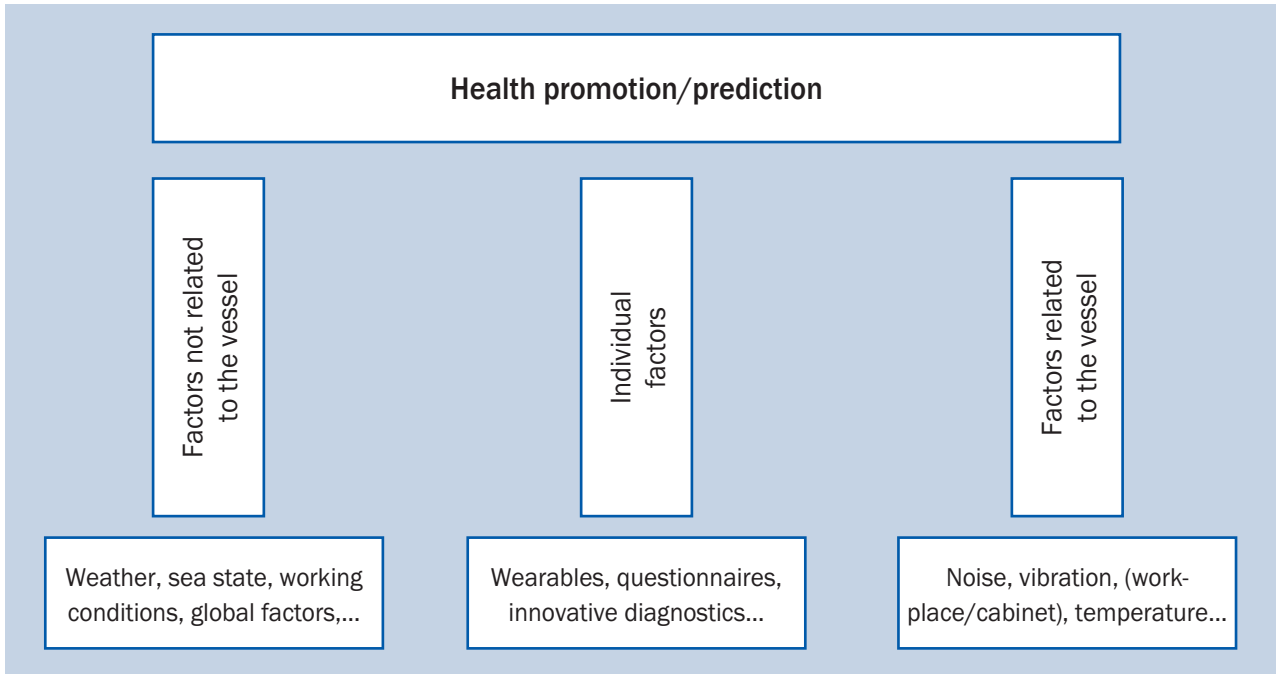 Health promotion/prediction
Factors not related
to the vessel
Individual
factors
Factors related
to the vessel
Weather, sea state, working
conditions, global factors,...
Wearables, questionnaires,
innovative diagnostics...
Noise, vibration, (work-
place/cabinet), temperature...